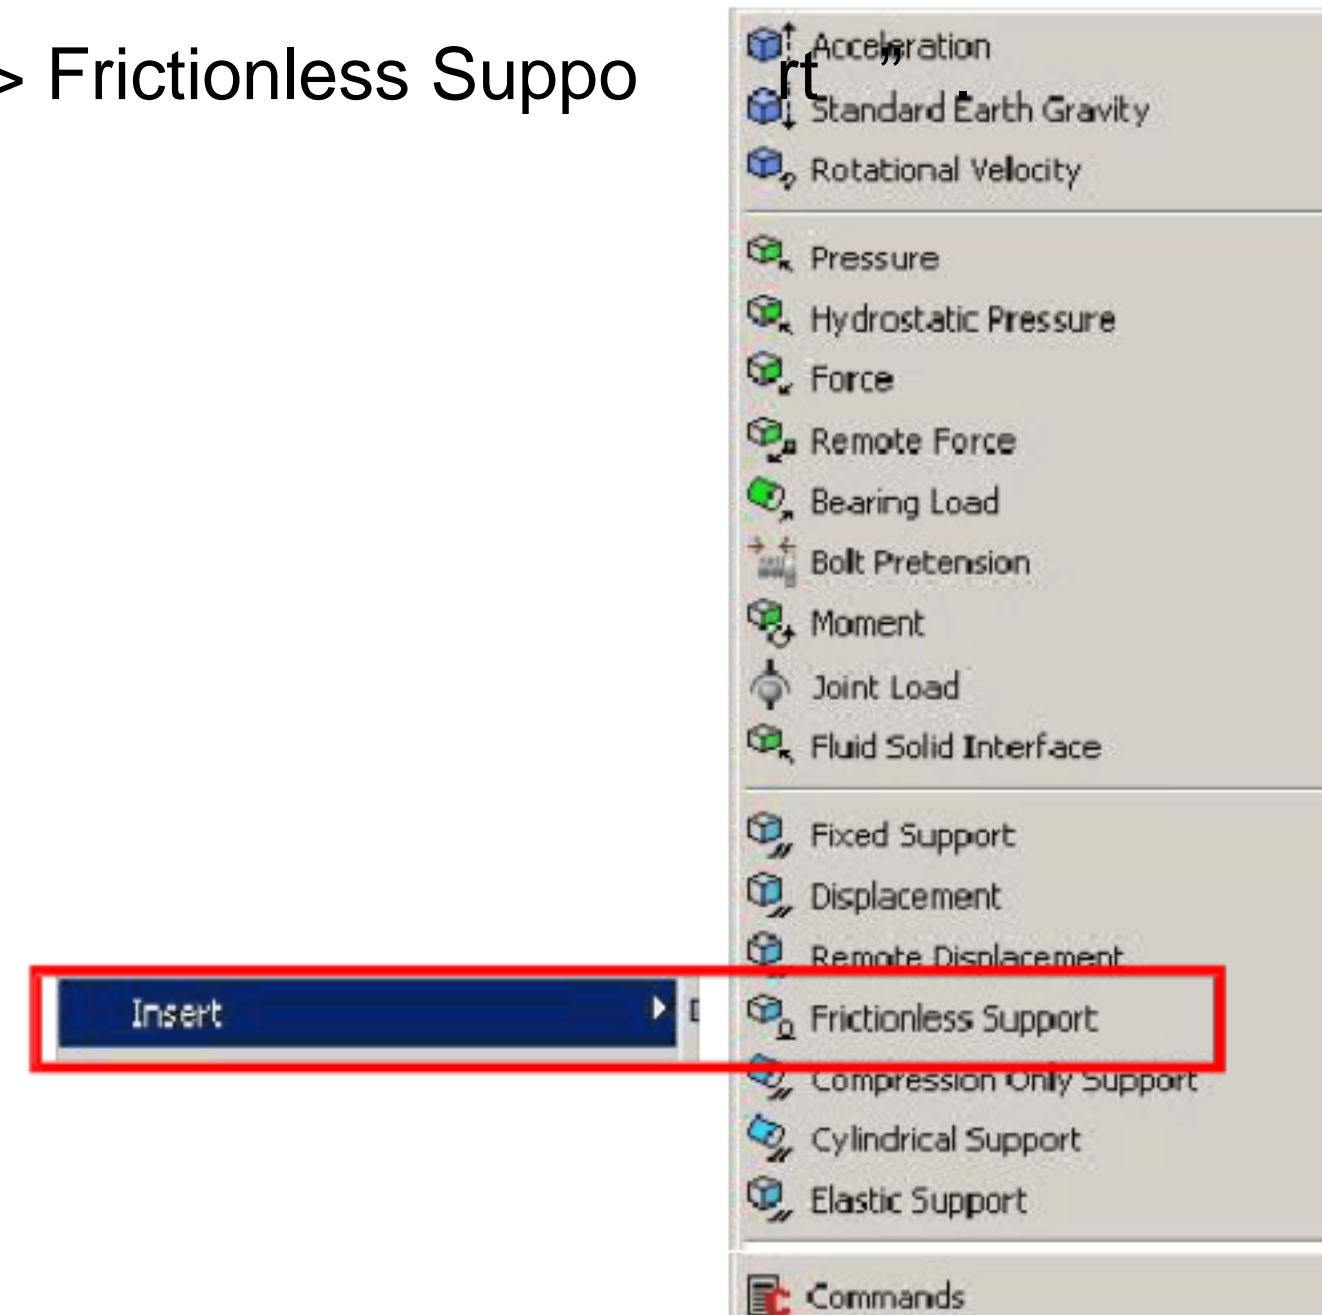 > Frictionless Support ”.
Acceleration
Standard Earth Gravity
Rotational Velocity
Pressure
Hydrostatic Pressure
Force
Remote Force
Bearing Load
Bolt Pretension
Moment
Joint Load
Fluid Solid Interface
Fixed Support
Displacement
Remote Displacement
Insert
Frictionless Support
Compression Only Support
Cylindrical Support
Elastic Support
Commands